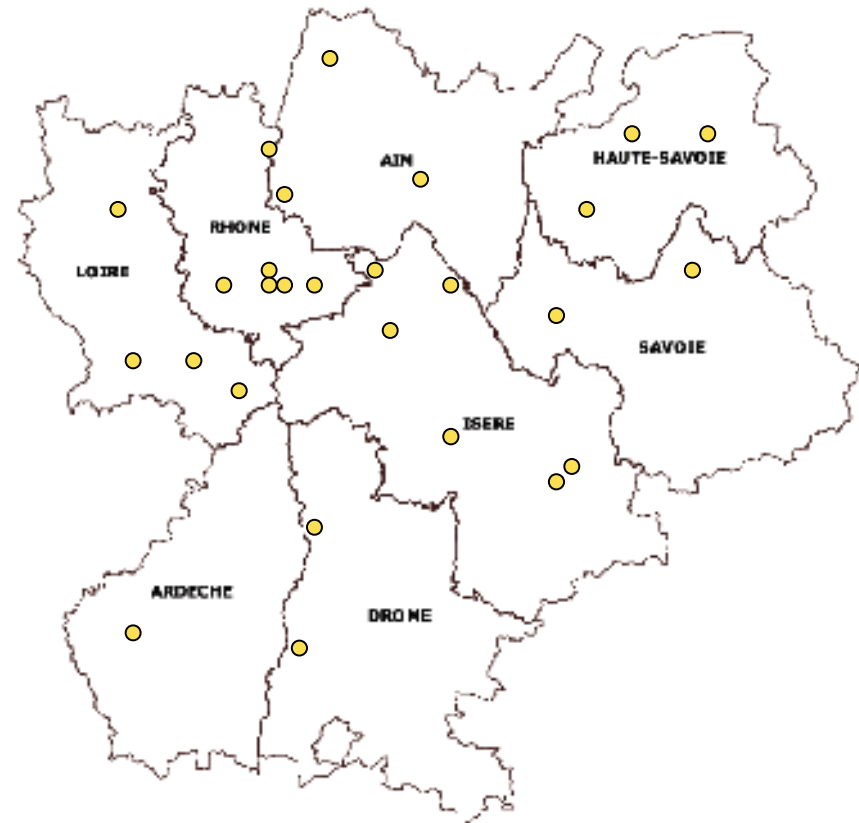 AIN
HAUTE-SAVOIE
RHONE
LOIRE
SAVOIE
ISERE
ARDECHE
DROME